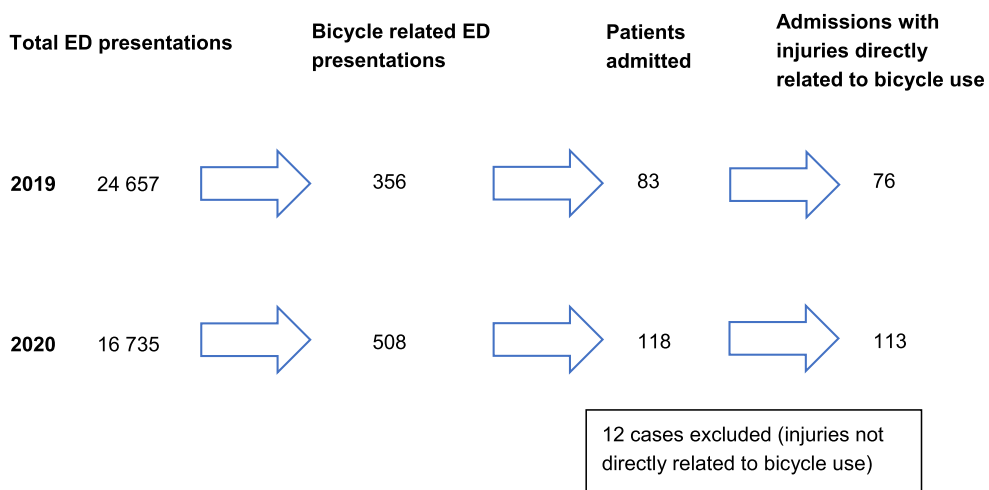 Total ED presentations
Bicycle related ED
presentations
Patients
admitted
Admissions with
injuries directly
related to bicycle use
2019 24 657 356 83 76
2020 16 735 508 118 113
12 cases excluded (injuries not
directly related to bicycle use)